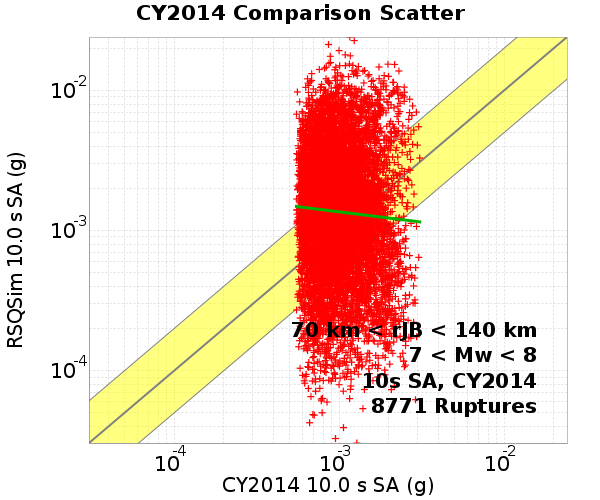 CY2014 Comparison Scatter
RSQSim 10.0 s SA (g)
10-2
10-3
10-4
70 km < rJB < 140 km
7 < Mw < 8
10s SA, CY2014
8771 Ruptures
10-4
10-3
10-2
CY2014 10.0 s SA (g)